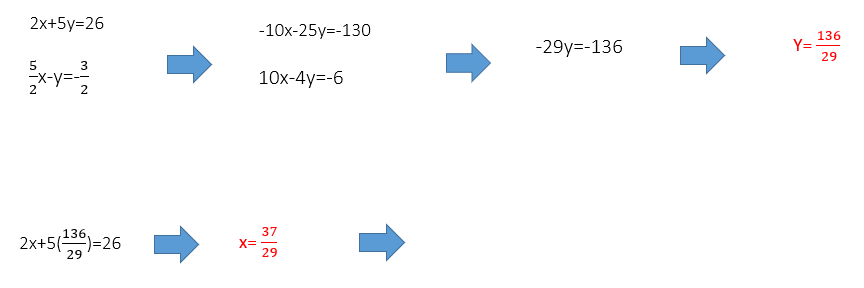 2x+5y=26
5/2x-y=-3/2
-10x-25y=-130
10x-4y=-6
-29y=-136
Y= 136/29
2x+5(136/29)=26
x= 37/29